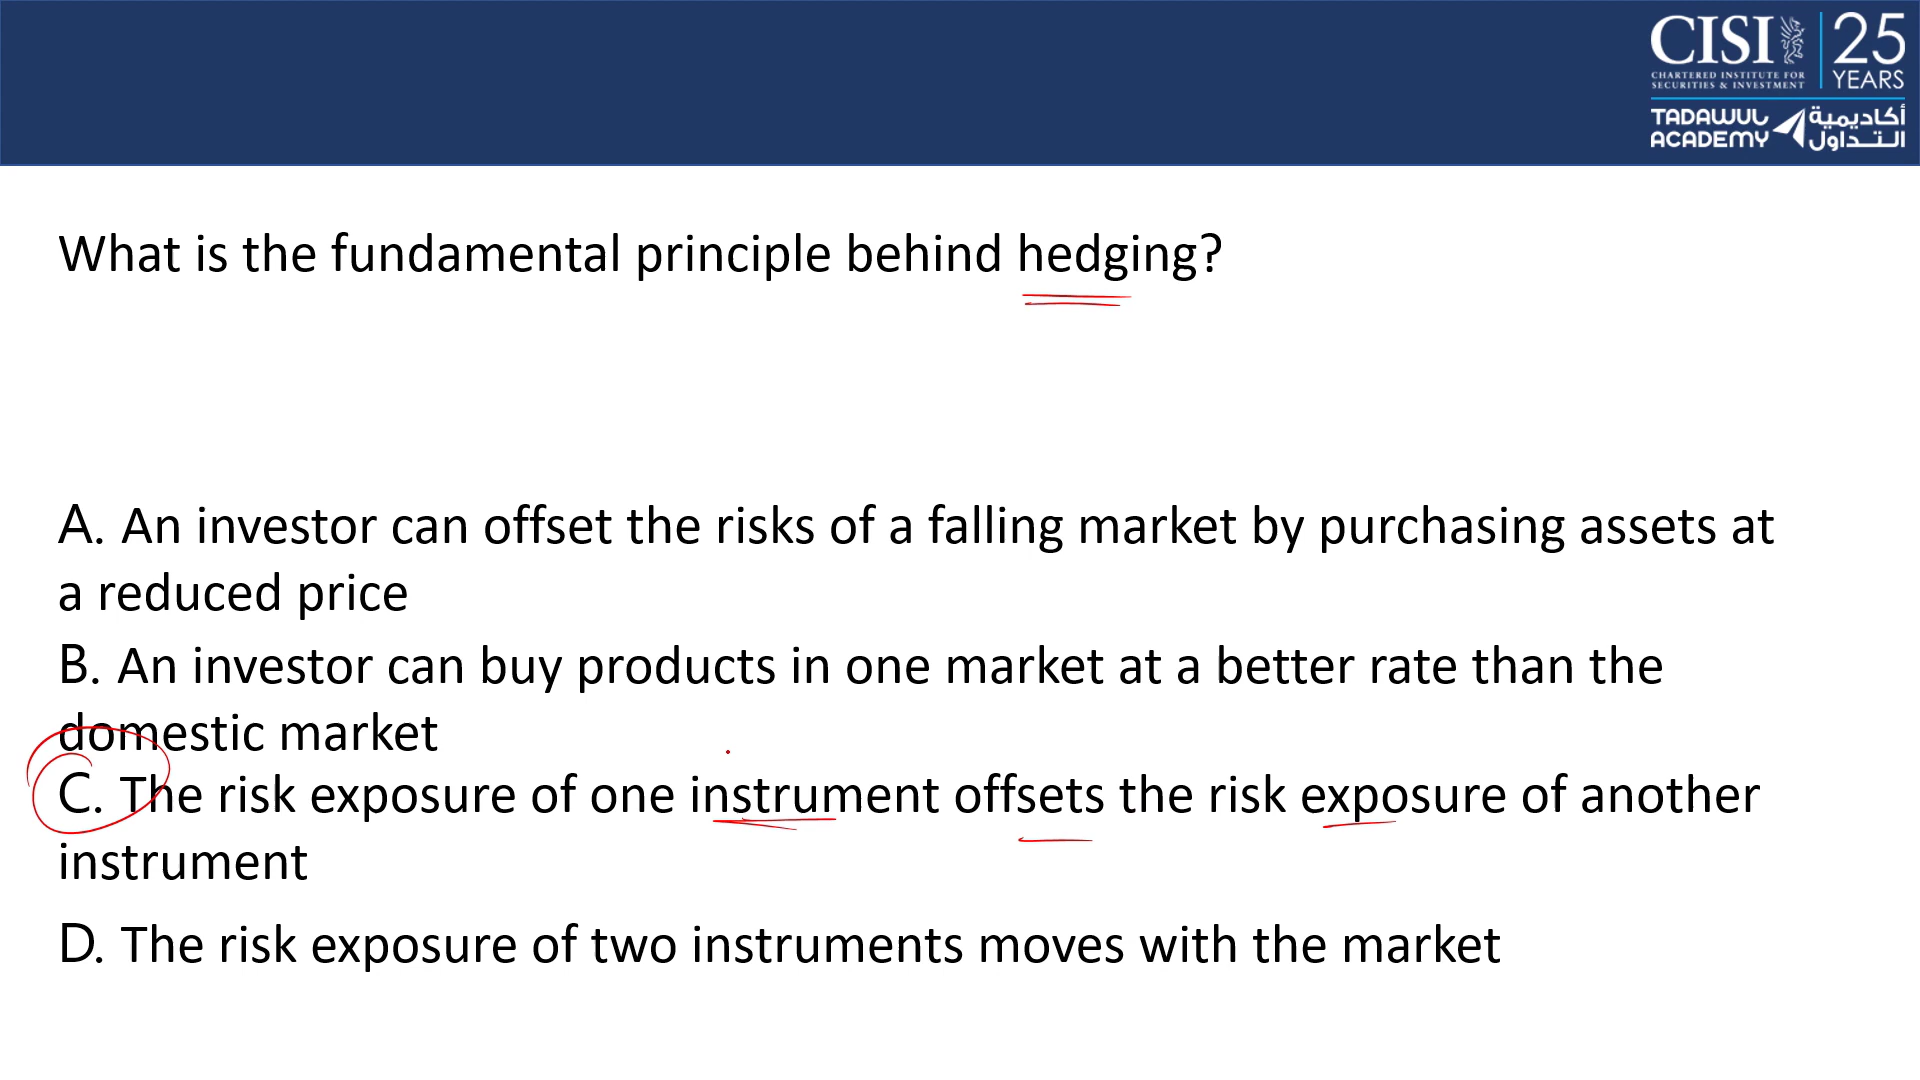 CISI
CHARTERED INSTITUTE FOR
SECURITIES & INVESTMENT
25
YEARS
TADAWUL
ACADEMY
أكاديمية
التداول
What is the fundamental principle behind hedging?
A. An investor can offset the risks of a falling market by purchasing assets at
a reduced price
B. An investor can buy products in one market at a better rate than the
domestic market
C. The risk exposure of one instrument offsets the risk exposure of another
instrument
D. The risk exposure of two instruments moves with the market